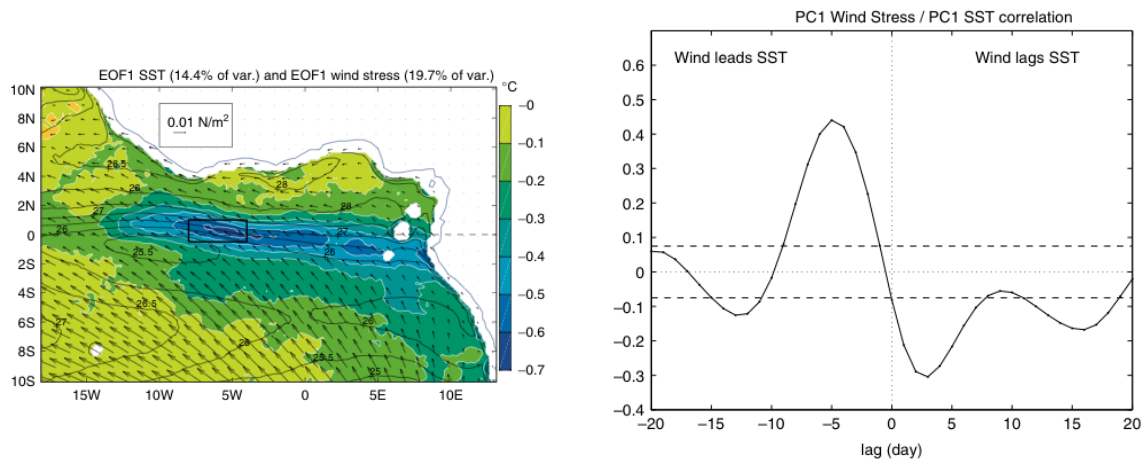 EOF1 SST (14.4% of var.) and EOF1 wind stress (19.7% of var.)
°C
10N
8N
6N
4N
2N
0
2S
4S
6S
8S
10S
15W
10W
5W
0
5E
10E
0.01 N/m²
28.5
28
28
28
27
27
26
26
25.5
26.5
26.5
27
26
26
25.5
25
−0
−0.1
−0.2
−0.3
−0.4
−0.5
−0.6
−0.7
PC1 Wind Stress / PC1 SST correlation
Wind leads SST
Wind lags SST
0.6
0.5
0.4
0.3
0.2
0.1
0
−0.1
−0.2
−0.3
−0.4
−20
−15
−10
−5
0
5
10
15
20
lag (day)